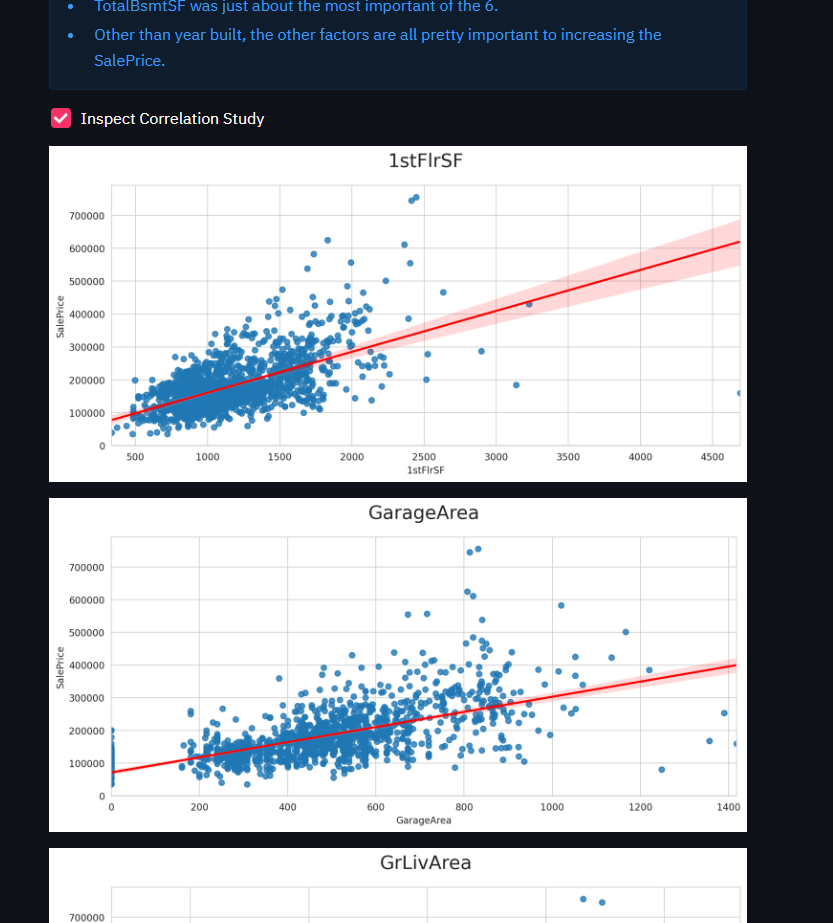 TotalBsmtSF was just about the most important of the 6.
Other than year built, the other factors are all pretty important to increasing the
SalePrice.
Inspect Correlation Study
1stFlrSF
700000
600000
500000
400000
300000
200000
100000
0
SalePrice
500 1000 1500 2000 2500 3000 3500 4000 4500
1stFlrSF
GarageArea
700000
600000
500000
400000
300000
200000
100000
0
SalePrice
0 200 400 600 800 1000 1200 1400
GarageArea
GrLivArea
700000